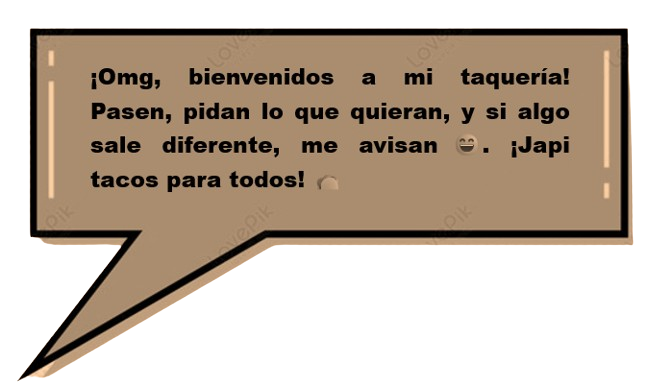 ¡Omg, bienvenidos a mi taquería!
Pasen, pidan lo que quieran, y si algo
sale diferente, me avisan 😄. ¡Japi
tacos para todos! 🌮